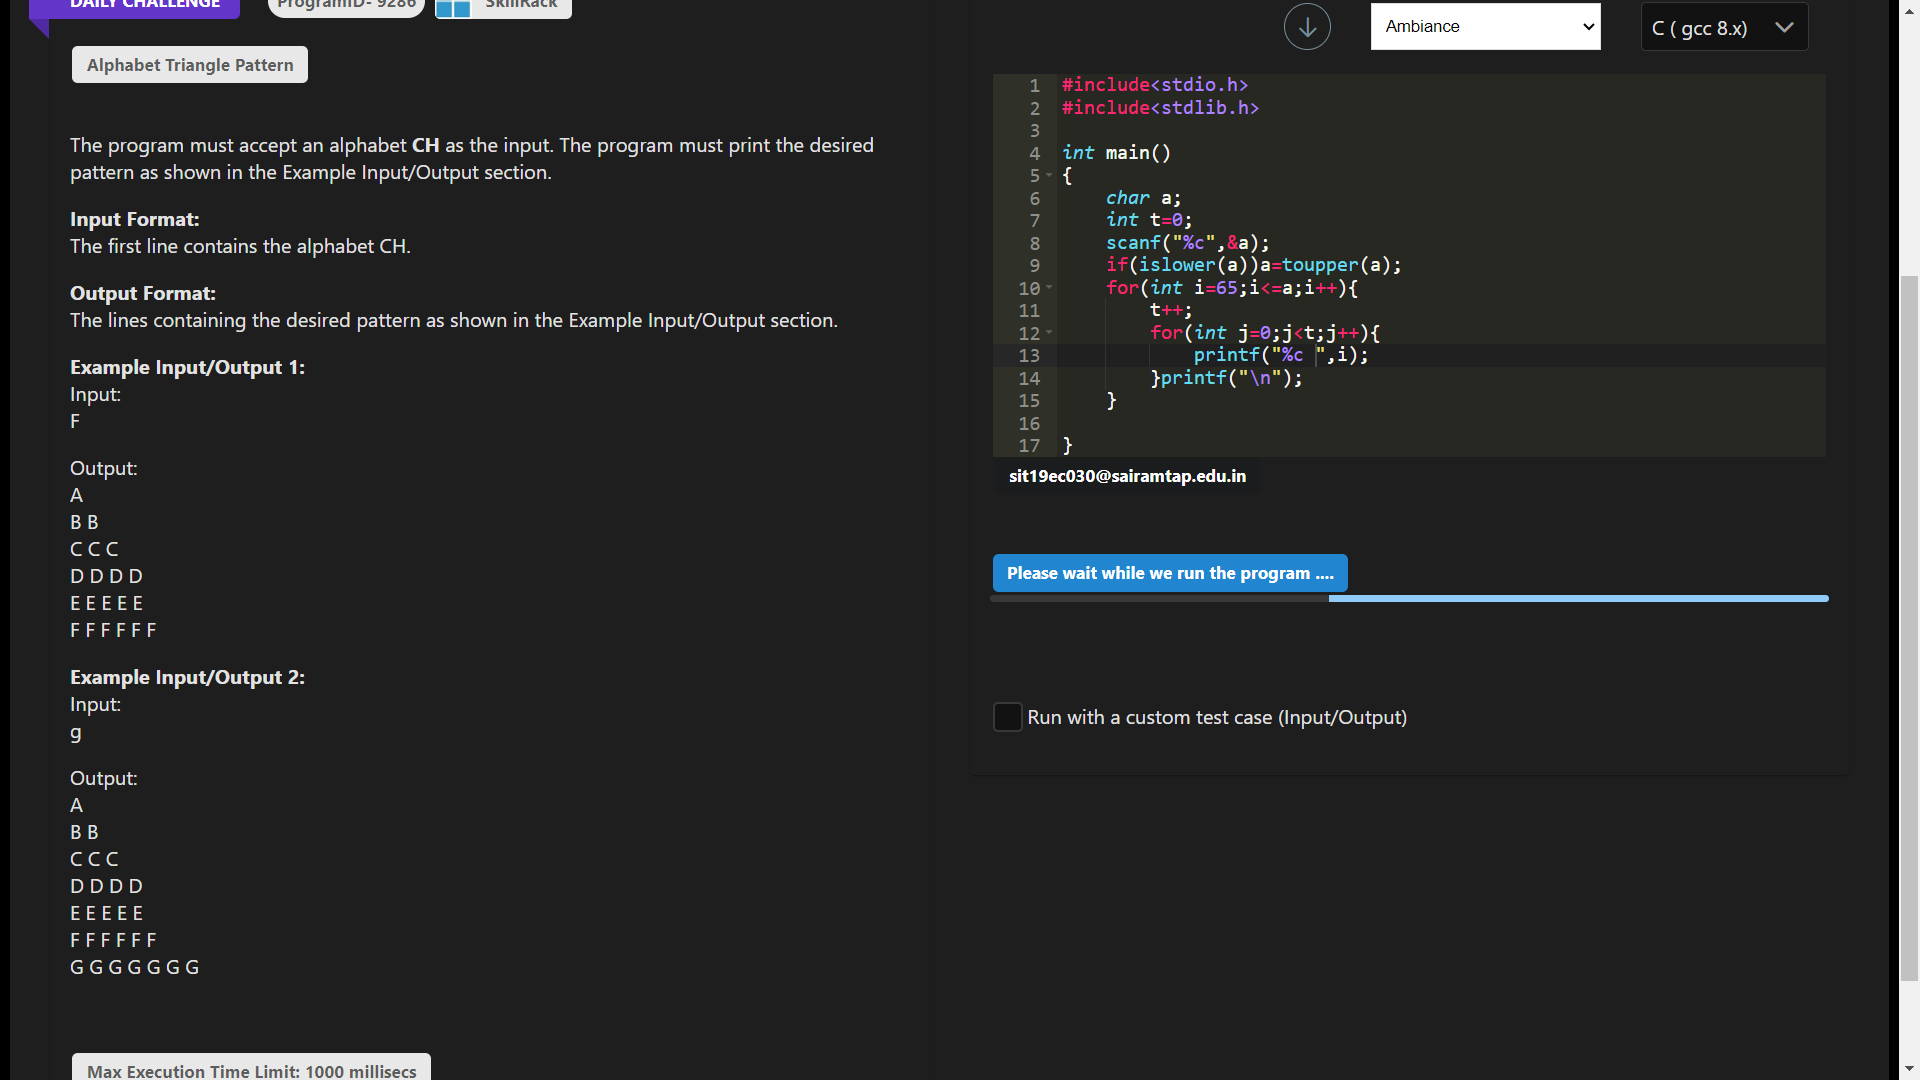 DAILY CHALLENGE
ProgramID- 9286
SkillRack
Alphabet Triangle Pattern
The program must accept an alphabet CH as the input. The program must print the desired
pattern as shown in the Example Input/Output section.
Input Format:
The first line contains the alphabet CH.
Output Format:
The lines containing the desired pattern as shown in the Example Input/Output section.
Example Input/Output 1:
Input:
F
Output:
A
B B
C C C
D D D D
E E E E E
F F F F F F
Example Input/Output 2:
Input:
g
Output:
A
B B
C C C
D D D D
E E E E E
F F F F F F
G G G G G G G
Max Execution Time Limit: 1000 millisecs
Ambiance
C ( gcc 8.x)
1 #include<stdio.h>
2 #include<stdlib.h>
3
4 int main()
5 {
6     char a;
7     int t=0;
8     scanf("%c",&a);
9     if(islower(a))a=toupper(a);
10     for(int i=65;i<=a;i++){
11         t++;
12         for(int j=0;j<t;j++){
13             printf("%c ",i);
14         }printf("\n");
15     }
16
17 }
sit19ec030@sairamtap.edu.in
Please wait while we run the program ....
Run with a custom test case (Input/Output)